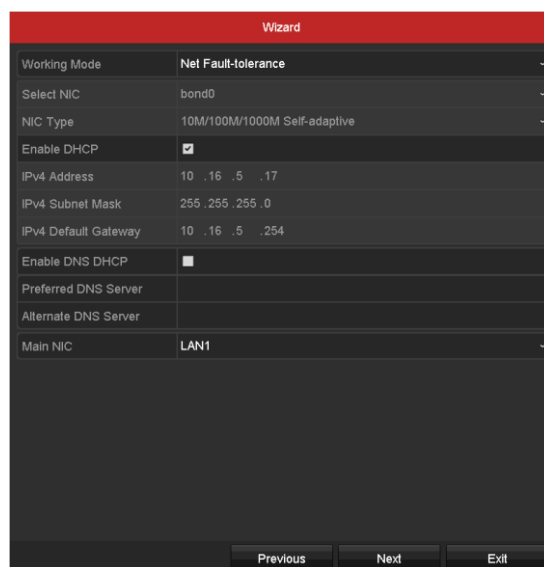 Wizard
Working Mode Net Fault-tolerance
Select NIC bond0
NIC Type 10M/100M/1000M Self-adaptive
Enable DHCP
IPv4 Address 10 .16 .5 .17
IPv4 Subnet Mask 255 .255 .255 .0
IPv4 Default Gateway 10 .16 .5 .254
Enable DNS DHCP
Preferred DNS Server
Alternate DNS Server
Main NIC LAN1
Previous Next Exit